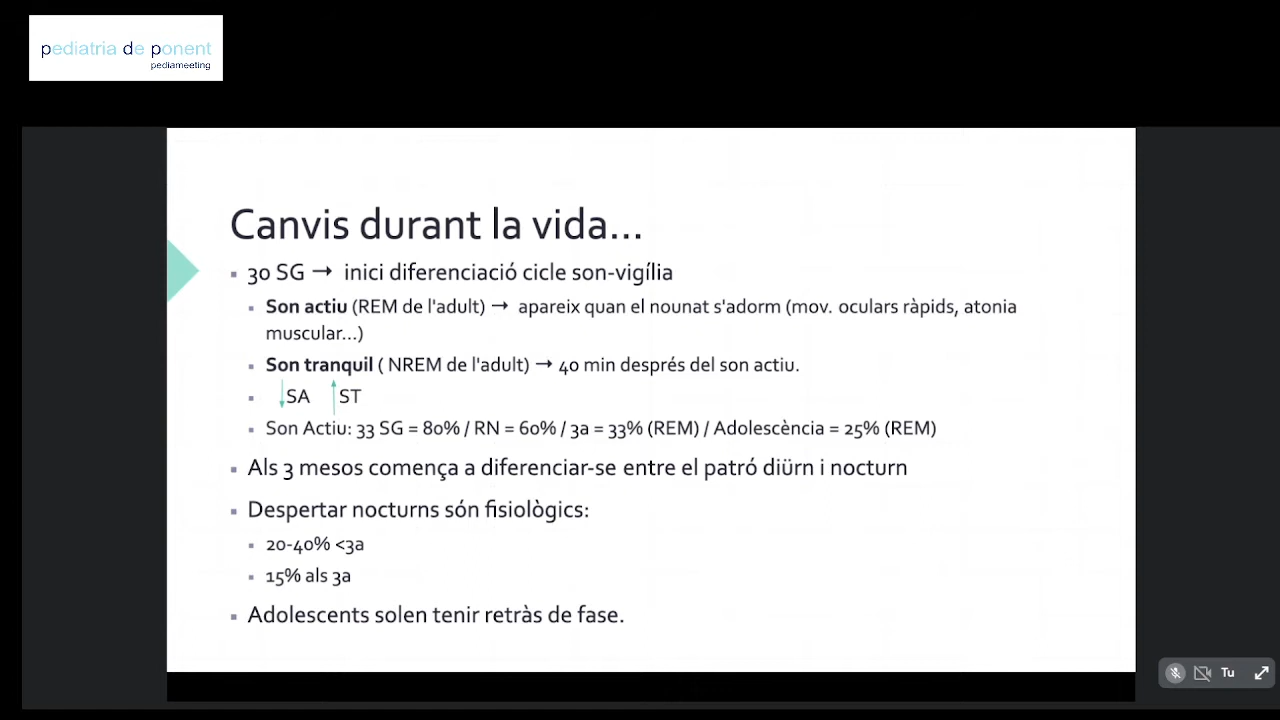 pediatria de ponent
pediameeting
Canvis durant la vida...
▪ 30 SG → inici diferenciació cicle son-vigília
▪ Son actiu (REM de l'adult) → apareix quan el nounat s'adorm (mov. oculars ràpids, atonia
muscular...)
▪ Son tranquil ( NREM de l'adult) → 40 min després del son actiu.
▪ ↓SA ↑ST
▪ Son Actiu: 33 SG = 80% / RN = 60% / 3a = 33% (REM) / Adolescència = 25% (REM)
▪ Als 3 mesos comença a diferenciar-se entre el patró diürn i nocturn
▪ Despertar nocturns són fisiològics:
▪ 20-40% <3a
▪ 15% als 3a
▪ Adolescents solen tenir retràs de fase.
Tu